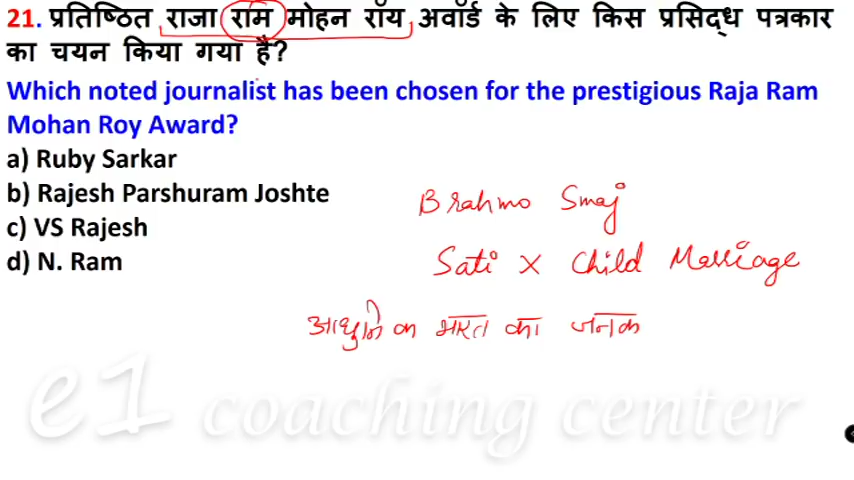 21. प्रतिष्ठित राजा राम मोहन रॉय अवॉर्ड के लिए किस प्रसिद्ध पत्रकार
का चयन किया गया है?
Which noted journalist has been chosen for the prestigious Raja Ram
Mohan Roy Award?
a) Ruby Sarkar
b) Rajesh Parshuram Joshte
c) VS Rajesh
d) N. Ram
Brahmo Smaj
Sati × Child Marriage
आधुनिक भारत का जनक
e1 coaching center